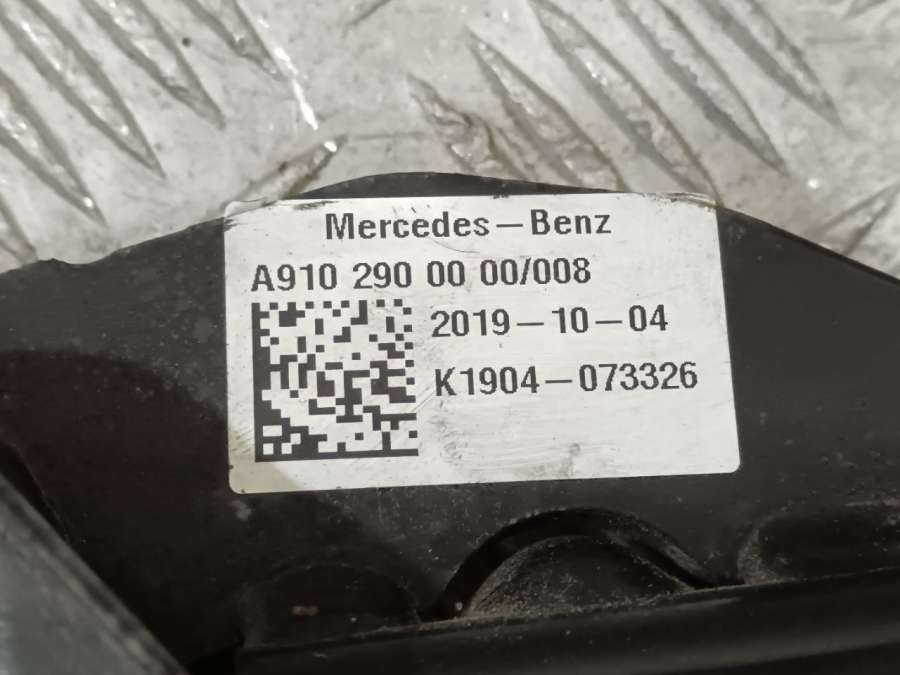 Mercedes-Benz
A910 290 00 00/008
2019-10-04
K1904-073326